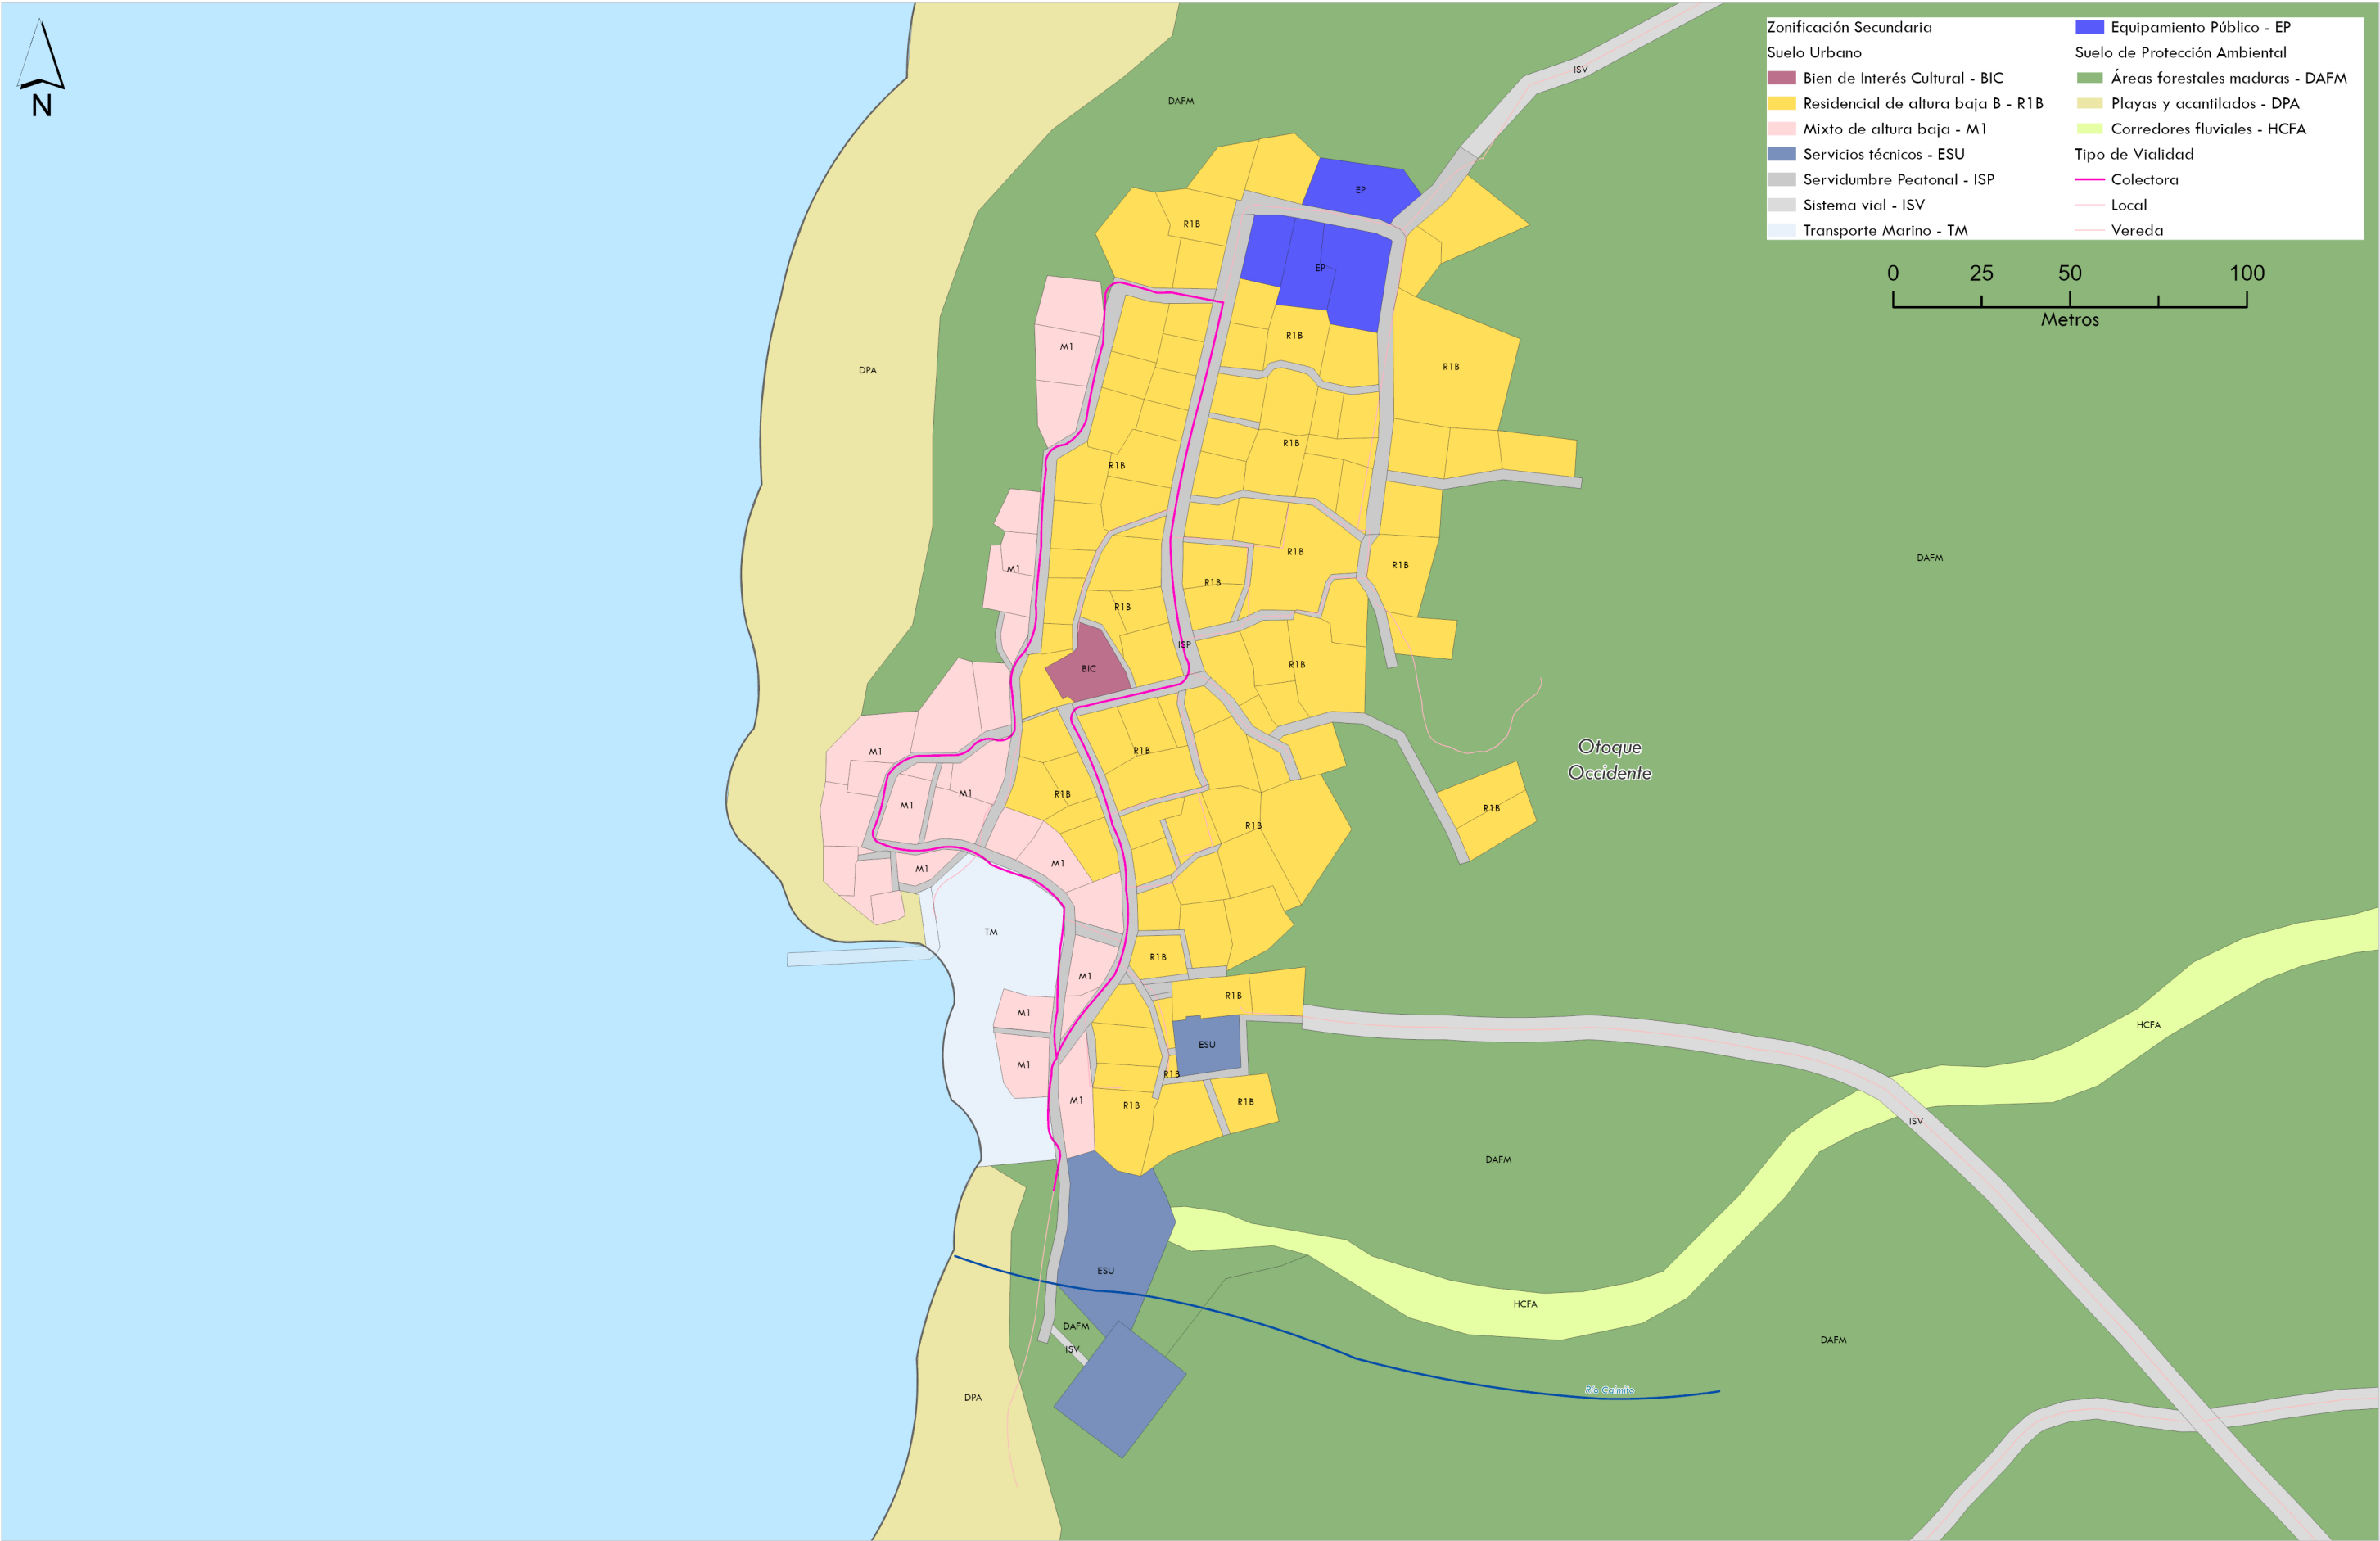 N
Zonificación Secundaria
Suelo Urbano
Bien de Interés Cultural - BIC
Residencial de altura baja B - R1B
Mixto de altura baja - M1
Servicios técnicos - ESU
Servidumbre Peatonal - ISP
Sistema vial - ISV
Transporte Marino - TM
Equipamiento Público - EP
Suelo de Protección Ambiental
Áreas forestales maduras - DAFM
Playas y acantilados - DPA
Corredores fluviales - HCFA
Tipo de Vialidad
Colectora
Local
Vereda
0 25 50 100
Metros
ISV
DAFM
EP
R1B
EP
R1B
M1
R1B
DPA
R1B
R1B
R1B
DAFM
R1B
M1
R1B
R1B
R1B
ISP
R1B
BIC
Otoque
Occidente
M1
R1B
M1
M1
R1B
R1B
R1B
M1
M1
TM
R1B
M1
R1B
M1
HCFA
ESU
M1
R1B
M1
R1B
R1B
ISV
DAFM
ESU
HCFA
DAFM
DAFM
ISV
Río Caimito
DPA